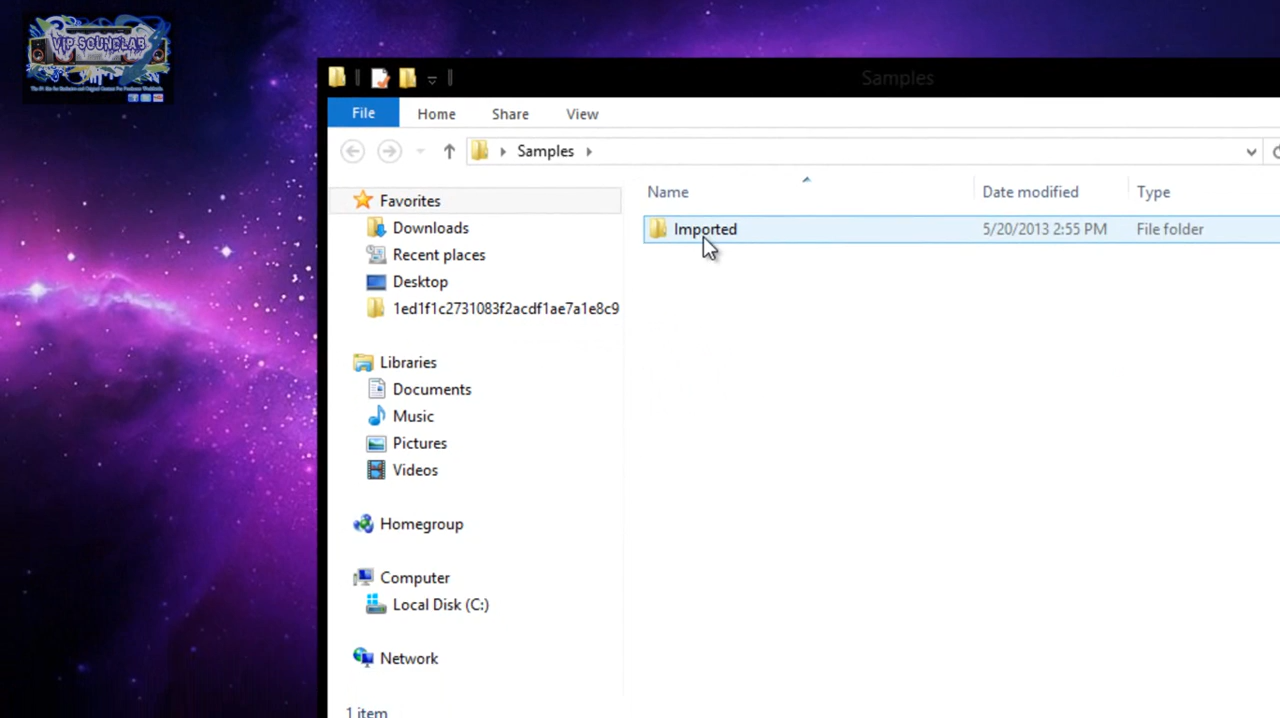 VIP SOUNDLAB
Samples
File
Home
Share
View
Samples
Name
Date modified
Type
Imported
5/20/2013 2:55 PM
File folder
Favorites
Downloads
Recent places
Desktop
1ed1f1c2731083f2acdf1ae7a1e8c9
Libraries
Documents
Music
Pictures
Videos
Homegroup
Computer
Local Disk (C:)
Network
1 item